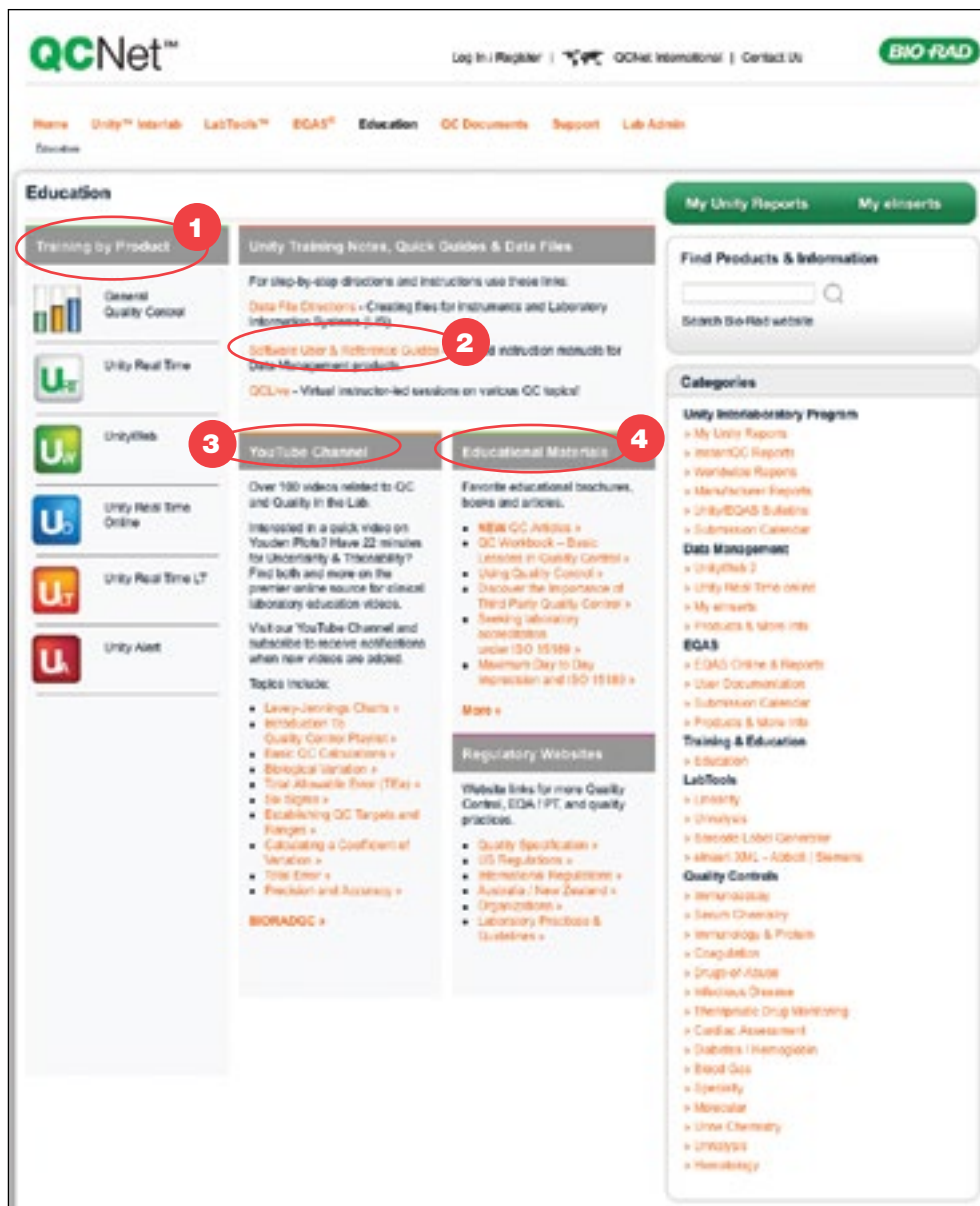 QCNet™
Log In / Register | QCNet International | Contact Us
BIO-RAD
Home Unity™ Interlab LabTools™ EQAS® Education QC Documents Support Lab Admin
Education
Education
My Unity Reports My eInserts
1
Training by Product
General
Quality Control
Unity Real Time
UnityWeb
Unity Real Time
Online
Unity Real Time LT
Unity Alert
Unity Training Notes, Quick Guides & Data Files
For step-by-step directions and instructions use these links:
Data File Directions - Creating files for Instruments and Laboratory
Information Systems (LIS)
Software User & Reference Guides 2 instruction manuals for
Data Management products.
QCLive - Virtual instructor-led sessions on various QC topics!
3
YouTube Channel
Over 100 videos related to QC
and Quality in the Lab.
Interested in a quick video on
Youden Plots? Have 22 minutes
for Uncertainty & Traceability?
Find both and more on the
premier online source for clinical
laboratory education videos.
Visit our YouTube Channel and
subscribe to receive notifications
when new videos are added.
Topics Include:
• Levey-Jennings Charts »
• Introduction To
Quality Control Playlist »
• Basic QC Calculations »
• Biological Variation »
• Total Allowable Error (TEa) »
• Six Sigma »
• Establishing QC Targets and
Ranges »
• Calculating a Coefficient of
Variation »
• Total Error »
• Precision and Accuracy »
BIORADQC »
4
Educational Materials
Favorite educational brochures,
books and articles.
• NEW QC Articles »
• QC Workbook – Basic
Lessons in Quality Control »
• Using Quality Control »
• Discover the Importance of
Third Party Quality Control »
• Seeking laboratory
accreditation
under ISO 15189 »
• Maximum Day to Day
Imprecision and ISO 15189 »
More »
Regulatory Websites
Website links for more Quality
Control, EQA / PT, and quality
practices.
• Quality Specification »
• US Regulations »
• International Regulations »
• Australia / New Zealand »
• Organizations »
• Laboratory Practices &
Guidelines »
Find Products & Information
Search Bio-Rad website
Categories
Unity Interlaboratory Program
» My Unity Reports
» InstantQC Reports
» Worldwide Reports
» Manufacturer Reports
» Unity/EQAS Bulletins
» Submission Calendar
Data Management
» UnityWeb 2
» Unity Real Time online
» My eInserts
» Products & More Info
EQAS
» EQAS Online & Reports
» User Documentation
» Submission Calendar
» Products & More Info
Training & Education
» Education
LabTools
» Linearity
» Urinalysis
» Barcode Label Generator
» eInsert XML - Abbott | Siemens
Quality Controls
» Immunoassay
» Serum Chemistry
» Immunology & Protein
» Coagulation
» Drugs-of-Abuse
» Infectious Disease
» Therapeutic Drug Monitoring
» Cardiac Assessment
» Diabetes / Hemoglobin
» Blood Gas
» Specialty
» Molecular
» Urine Chemistry
» Urinalysis
» Hematology